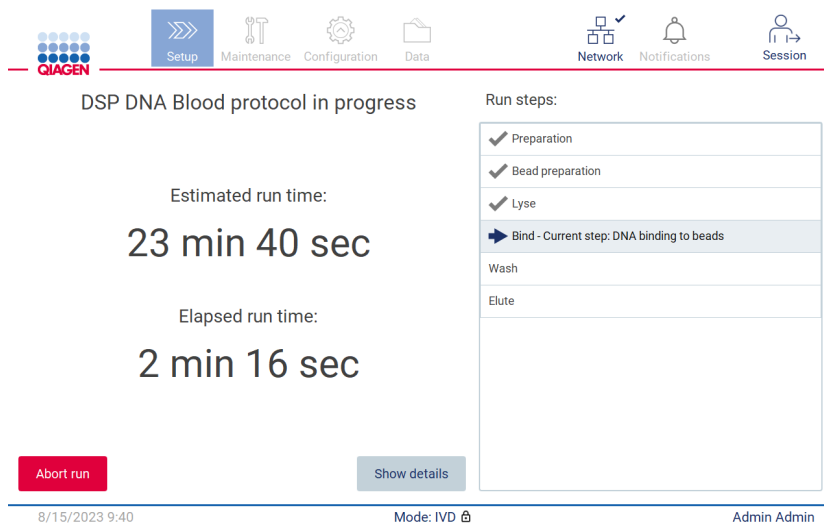 QIAGEN
Setup
Maintenance
Configuration
Data
Network
Notifications
Session
DSP DNA Blood protocol in progress
Estimated run time:
23 min 40 sec
Elapsed run time:
2 min 16 sec
Abort run
Show details
Run steps:
Preparation
Bead preparation
Lyse
Bind - Current step: DNA binding to beads
Wash
Elute
8/15/2023 9:40
Mode: IVD
Admin Admin